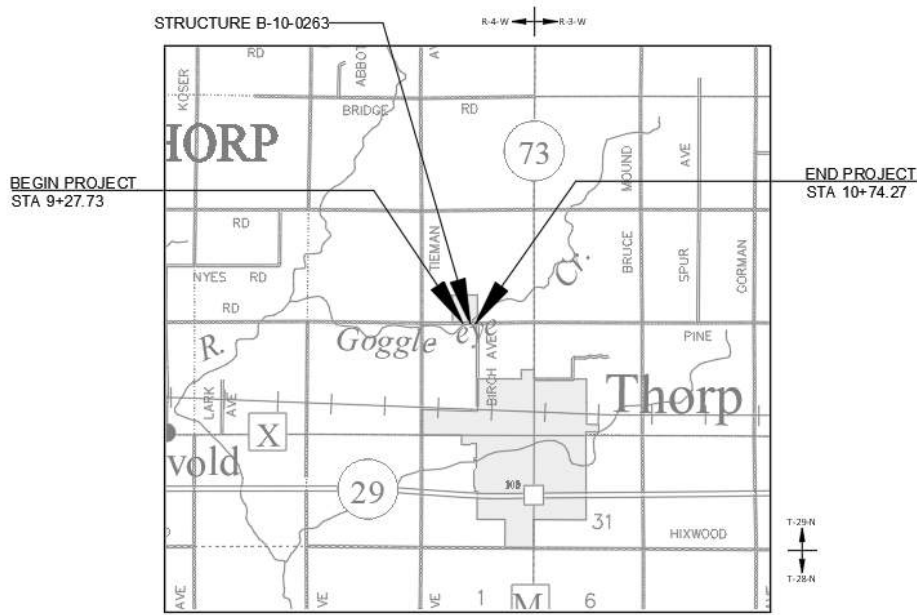 STRUCTURE B-10-0263
R-4-W R-3-W
RD
KOSER
ABBOT
AV
BRIDGE RD
HORP
73
MOUND
AVE
BEGIN PROJECT
STA 9+27.73
END PROJECT
STA 10+74.27
RD
TIEMAN
Cr.
BRUCE
SPUR
GORMAN
NYES RD
RD
R.
Goggle eye
PINE
BIRCH AVE
LARK
AVE
Thorp
X
vold
29
31
HIXWOOD
T-29-N
T-28-N
AVE
VE
VE
1
M
6
AVE